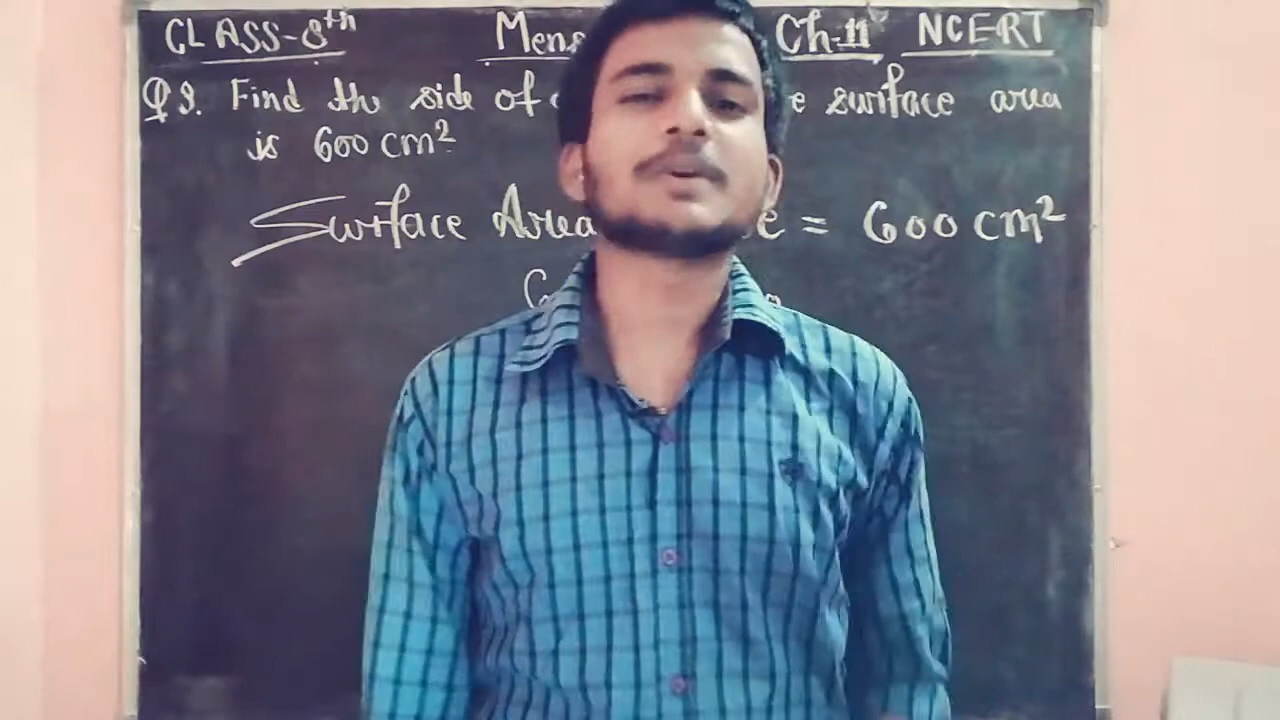 CLASS-8th Mens Ch-11 NCERT
Q3. Find the side of e surface area
is 600 cm²
Surface Area e = 600 cm²